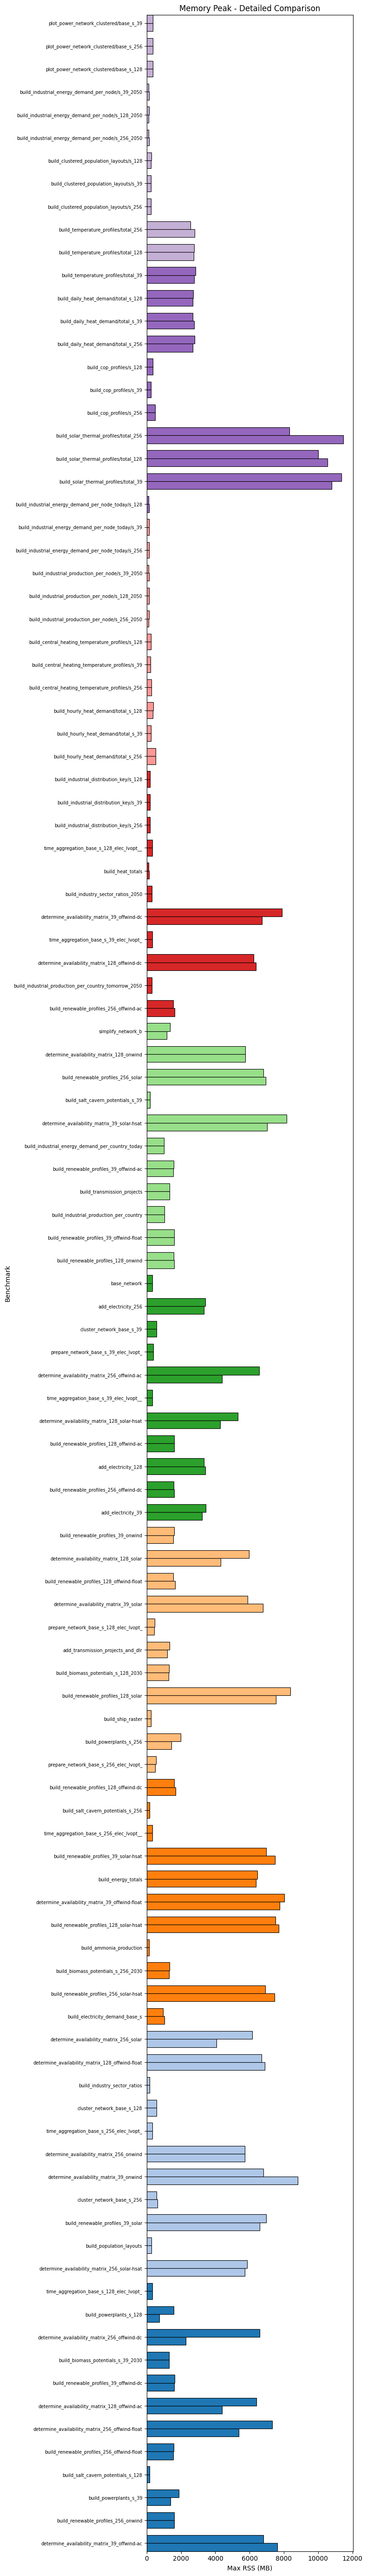 Memory Peak - Detailed Comparison
plot_power_network_clustered/base_s_39
plot_power_network_clustered/base_s_256
plot_power_network_clustered/base_s_128
build_industrial_energy_demand_per_node/s_39_2050
build_industrial_energy_demand_per_node/s_128_2050
build_industrial_energy_demand_per_node/s_256_2050
build_clustered_population_layouts/s_128
build_clustered_population_layouts/s_39
build_clustered_population_layouts/s_256
build_temperature_profiles/total_256
build_temperature_profiles/total_128
build_temperature_profiles/total_39
build_daily_heat_demand/total_s_128
build_daily_heat_demand/total_s_39
build_daily_heat_demand/total_s_256
build_cop_profiles/s_128
build_cop_profiles/s_39
build_cop_profiles/s_256
build_solar_thermal_profiles/total_256
build_solar_thermal_profiles/total_128
build_solar_thermal_profiles/total_39
build_industrial_energy_demand_per_node_today/s_128
build_industrial_energy_demand_per_node_today/s_39
build_industrial_energy_demand_per_node_today/s_256
build_industrial_production_per_node/s_39_2050
build_industrial_production_per_node/s_128_2050
build_industrial_production_per_node/s_256_2050
build_central_heating_temperature_profiles/s_128
build_central_heating_temperature_profiles/s_39
build_central_heating_temperature_profiles/s_256
build_hourly_heat_demand/total_s_128
build_hourly_heat_demand/total_s_39
build_hourly_heat_demand/total_s_256
build_industrial_distribution_key/s_128
build_industrial_distribution_key/s_39
build_industrial_distribution_key/s_256
time_aggregation_base_s_128_elec_lvopt__
build_heat_totals
build_industry_sector_ratios_2050
determine_availability_matrix_39_offwind-dc
time_aggregation_base_s_39_elec_lvopt_
determine_availability_matrix_128_offwind-dc
build_industrial_production_per_country_tomorrow_2050
build_renewable_profiles_256_offwind-ac
simplify_network_b
determine_availability_matrix_128_onwind
build_renewable_profiles_256_solar
build_salt_cavern_potentials_s_39
determine_availability_matrix_39_solar-hsat
build_industrial_energy_demand_per_country_today
build_renewable_profiles_39_offwind-ac
build_transmission_projects
build_industrial_production_per_country
build_renewable_profiles_39_offwind-float
build_renewable_profiles_128_onwind
base_network
add_electricity_256
cluster_network_base_s_39
prepare_network_base_s_39_elec_lvopt_
determine_availability_matrix_256_offwind-ac
time_aggregation_base_s_39_elec_lvopt__
determine_availability_matrix_128_solar-hsat
build_renewable_profiles_128_offwind-ac
add_electricity_128
build_renewable_profiles_256_offwind-dc
add_electricity_39
build_renewable_profiles_39_onwind
determine_availability_matrix_128_solar
build_renewable_profiles_128_offwind-float
determine_availability_matrix_39_solar
prepare_network_base_s_128_elec_lvopt_
add_transmission_projects_and_dlr
build_biomass_potentials_s_128_2030
build_renewable_profiles_128_solar
build_ship_raster
build_powerplants_s_256
prepare_network_base_s_256_elec_lvopt_
build_renewable_profiles_128_offwind-dc
build_salt_cavern_potentials_s_256
time_aggregation_base_s_256_elec_lvopt__
build_renewable_profiles_39_solar-hsat
build_energy_totals
determine_availability_matrix_39_offwind-float
build_renewable_profiles_128_solar-hsat
build_ammonia_production
build_biomass_potentials_s_256_2030
build_renewable_profiles_256_solar-hsat
build_electricity_demand_base_s
determine_availability_matrix_256_solar
determine_availability_matrix_128_offwind-float
build_industry_sector_ratios
cluster_network_base_s_128
time_aggregation_base_s_256_elec_lvopt_
determine_availability_matrix_256_onwind
determine_availability_matrix_39_onwind
cluster_network_base_s_256
build_renewable_profiles_39_solar
build_population_layouts
determine_availability_matrix_256_solar-hsat
time_aggregation_base_s_128_elec_lvopt_
build_powerplants_s_128
determine_availability_matrix_256_offwind-dc
build_biomass_potentials_s_39_2030
build_renewable_profiles_39_offwind-dc
determine_availability_matrix_128_offwind-ac
determine_availability_matrix_256_offwind-float
build_renewable_profiles_256_offwind-float
build_salt_cavern_potentials_s_128
build_powerplants_s_39
build_renewable_profiles_256_onwind
determine_availability_matrix_39_offwind-ac
Benchmark
0 2000 4000 6000 8000 10000 12000
Max RSS (MB)